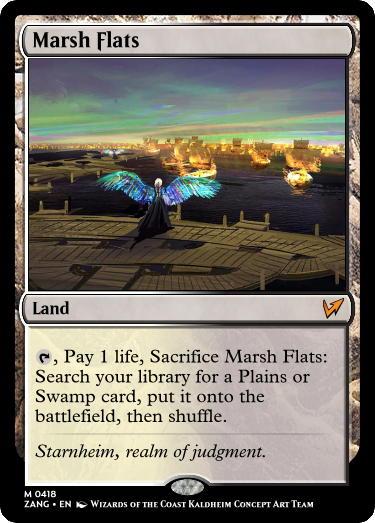 Marsh Flats
Land
, Pay 1 life, Sacrifice Marsh Flats:
Search your library for a Plains or
Swamp card, put it onto the
battlefield, then shuffle.
Starnheim, realm of judgment.
M 0418
ZANG • EN Wizards of the Coast Kaldheim Concept Art Team